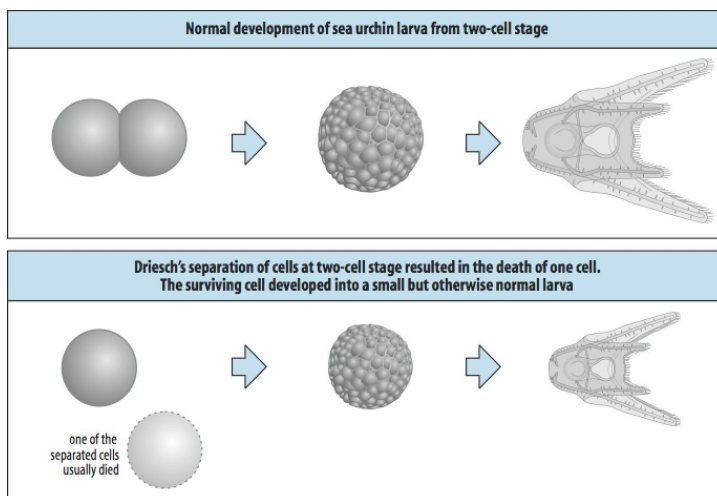 Normal development of sea urchin larva from two-cell stage
Driesch's separation of cells at two-cell stage resulted in the death of one cell.
The surviving cell developed into a small but otherwise normal larva
one of the
separated cells
usually died